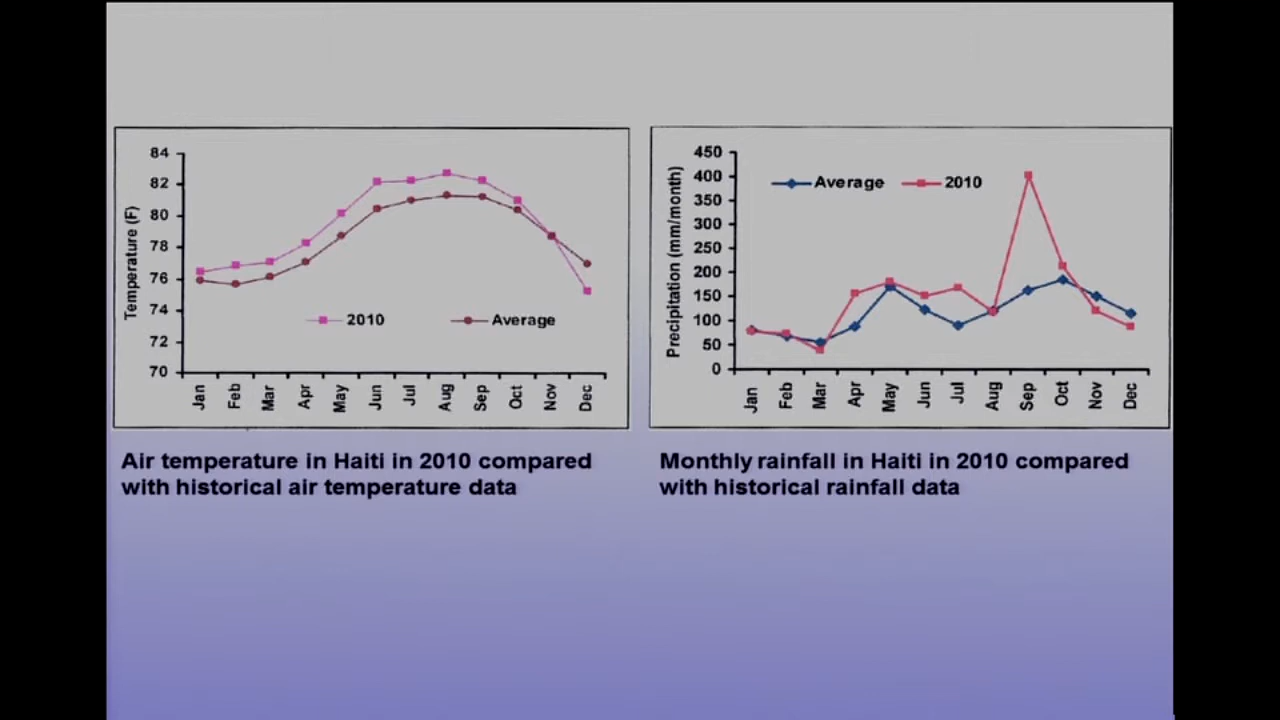 84
82
80
78
76
74
72
70
Temperature (F)
2010
Average
Jan
Feb
Mar
Apr
May
Jun
Jul
Aug
Sep
Oct
Nov
Dec
Air temperature in Haiti in 2010 compared
with historical air temperature data
450
400
350
300
250
200
150
100
50
0
Precipitation (mm/month)
Average
2010
Jan
Feb
Mar
Apr
May
Jun
Jul
Aug
Sep
Oct
Nov
Dec
Monthly rainfall in Haiti in 2010 compared
with historical rainfall data